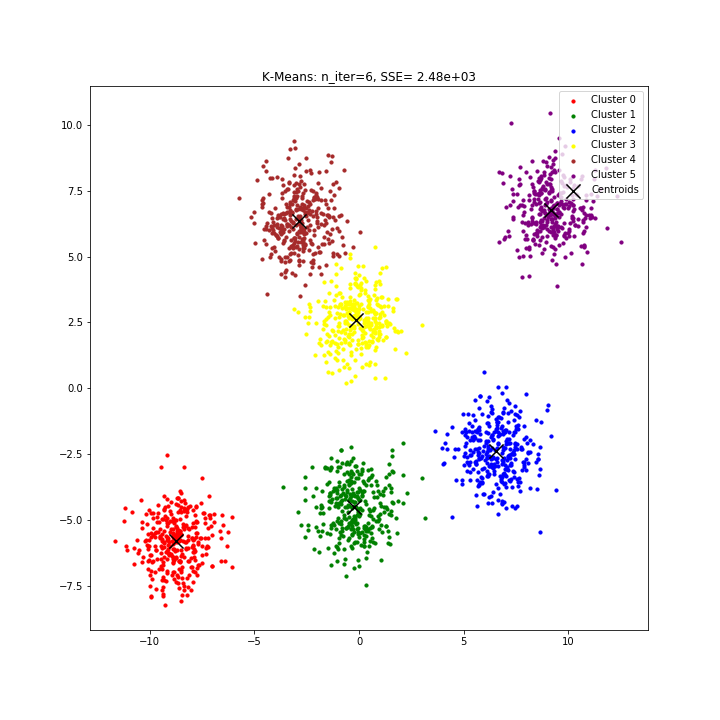 K-Means: n_iter=6, SSE= 2.48e+03
Cluster 0
Cluster 1
Cluster 2
Cluster 3
Cluster 4
Cluster 5
Centroids
10.0
7.5
5.0
2.5
0.0
−2.5
−5.0
−7.5
−10 −5 0 5 10